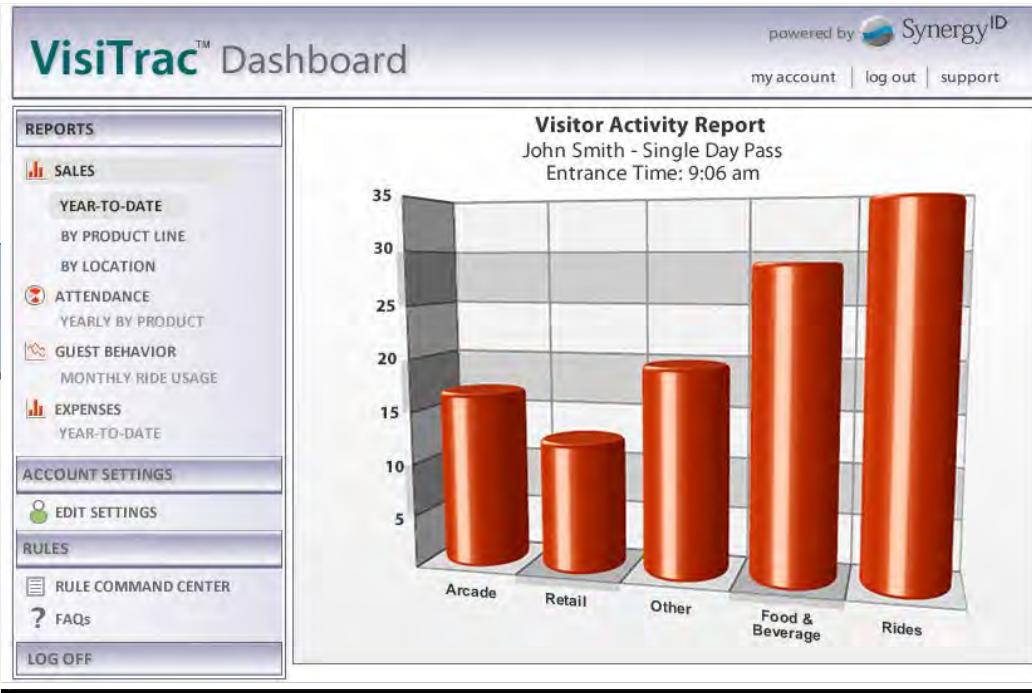 VisiTrac™ Dashboard
powered by SynergyID
my account | log out | support
REPORTS
SALES
YEAR-TO-DATE
BY PRODUCT LINE
BY LOCATION
ATTENDANCE
YEARLY BY PRODUCT
GUEST BEHAVIOR
MONTHLY RIDE USAGE
EXPENSES
YEAR-TO-DATE
ACCOUNT SETTINGS
EDIT SETTINGS
RULES
RULE COMMAND CENTER
? FAQs
LOG OFF
Visitor Activity Report
John Smith - Single Day Pass
Entrance Time: 9:06 am
35
30
25
20
15
10
5
Arcade
Retail
Other
Food &
Beverage
Rides